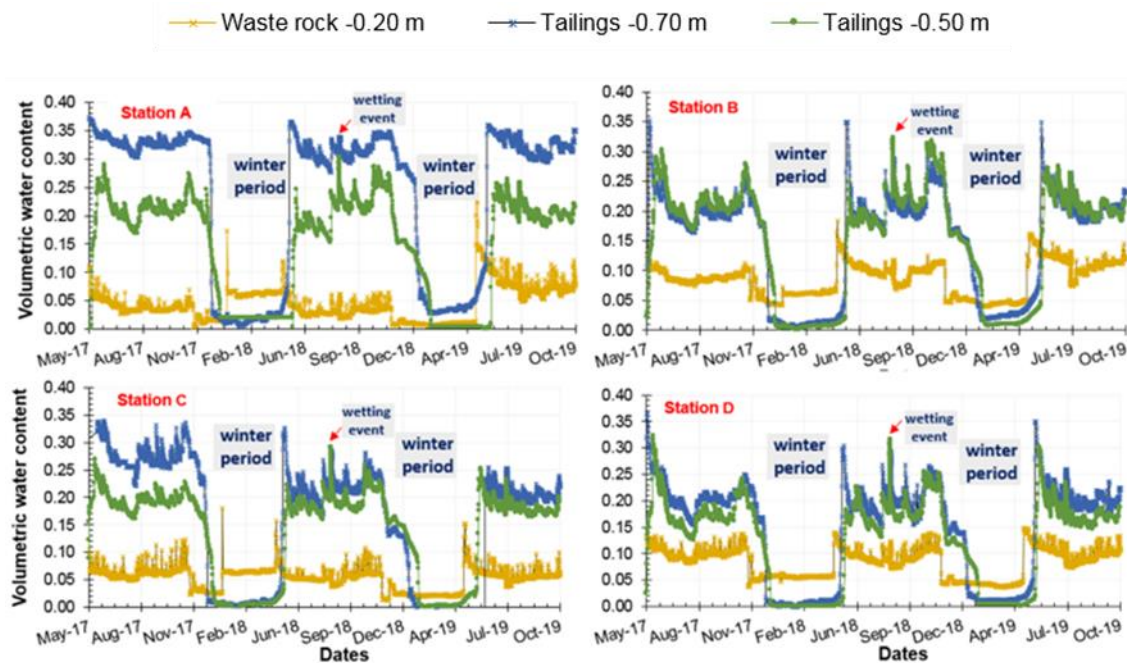 Waste rock -0.20 m Tailings -0.70 m Tailings -0.50 m
Volumetric water content
0.40
0.35
0.30
0.25
0.20
0.15
0.10
0.05
0.00
Station A
wetting
event
winter
period
winter
period
May-17 Aug-17 Nov-17 Feb-18 Jun-18 Sep-18 Dec-18 Apr-19 Jul-19 Oct-19
0.40
0.35
0.30
0.25
0.20
0.15
0.10
0.05
0.00
Station B
wetting
event
winter
period
winter
period
May-17 Aug-17 Nov-17 Feb-18 Jun-18 Sep-18 Dec-18 Apr-19 Jul-19 Oct-19
Volumetric water content
0.40
0.35
0.30
0.25
0.20
0.15
0.10
0.05
0.00
Station C
wetting
event
winter
period
winter
period
May-17 Aug-17 Nov-17 Feb-18 Jun-18 Sep-18 Dec-18 Apr-19 Jul-19 Oct-19
Dates
0.40
0.35
0.30
0.25
0.20
0.15
0.10
0.05
0.00
Station D
wetting
event
winter
period
winter
period
May-17 Aug-17 Nov-17 Feb-18 Jun-18 Sep-18 Dec-18 Apr-19 Jul-19 Oct-19
Dates